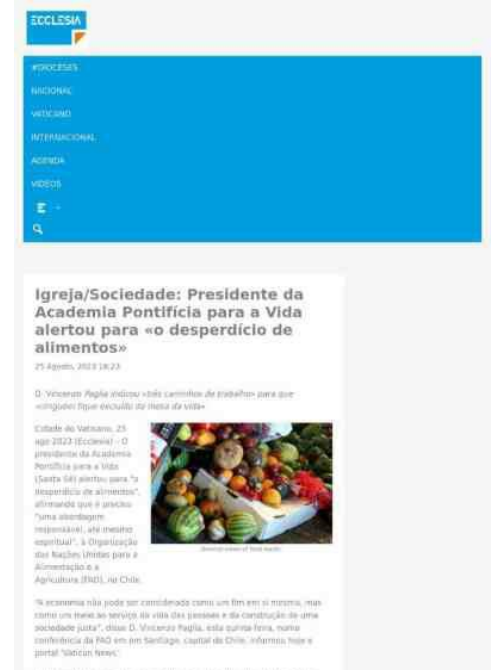 ECCLESIA
#DIOCESES
NACIONAL
VATICANO
INTERNACIONAL
AGENDA
VIDEOS
Igreja/Sociedade: Presidente da
Academia Pontifícia para a Vida
alertou para «o desperdício de
alimentos»
25 Agosto, 2023 16:23
D. Vincenzo Paglia indicou «três caminhos de trabalho» para que
«ninguém fique excluído da mesa da vida»
Cidade do Vaticano, 25
ago 2023 (Ecclesia) – O
presidente da Academia
Pontifícia para a Vida
(Santa Sé) alertou para "o
desperdício de alimentos",
afirmando que é preciso
"uma abordagem
responsável, até mesmo
espiritual", à Organização
das Nações Unidas para a
Alimentação e a
Agricultura (FAO), no Chile.
of food waste
"A economia não pode ser considerada como um fim em si mesma, mas
como um meio ao serviço da vida das pessoas e da construção de uma
sociedade justa", disse D. Vincenzo Paglia, esta quinta-feira, numa
conferência da FAO em em Santiago, capital do Chile, informou hoje o
portal 'Vatican News'.